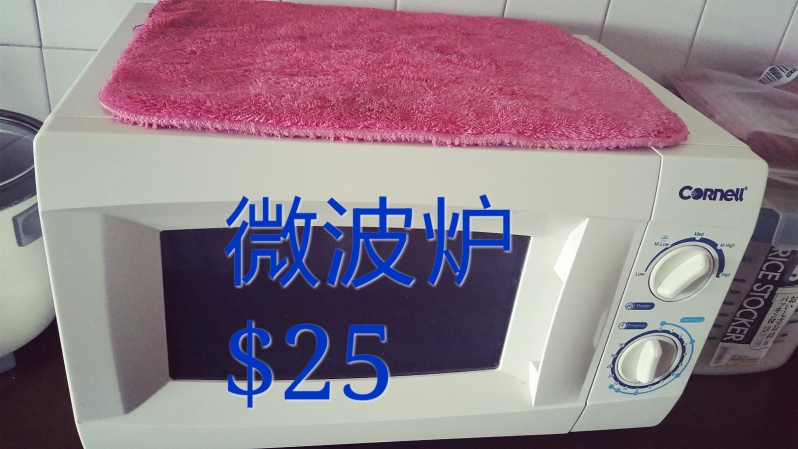 微波炉
$25
Cornell
Med
M.Low
M.High
Low
High
Power
RICE STOCKER